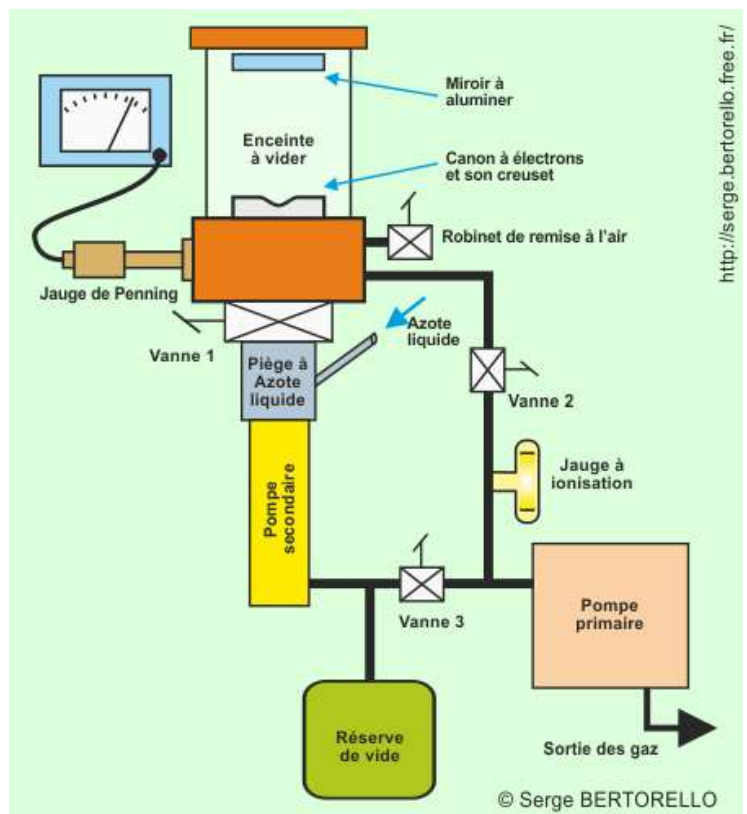 Miroir à
aluminer
Enceinte
à vider
Canon à électrons
et son creuset
Robinet de remise à l'air
http://serge.bertorello.free.fr/
Jauge de Penning
Vanne 1
Azote
liquide
Piège à
Azote
liquide
Vanne 2
Jauge à
ionisation
Pompe
secondaire
Vanne 3
Pompe
primaire
Réserve
de vide
Sortie des gaz
© Serge BERTORELLO